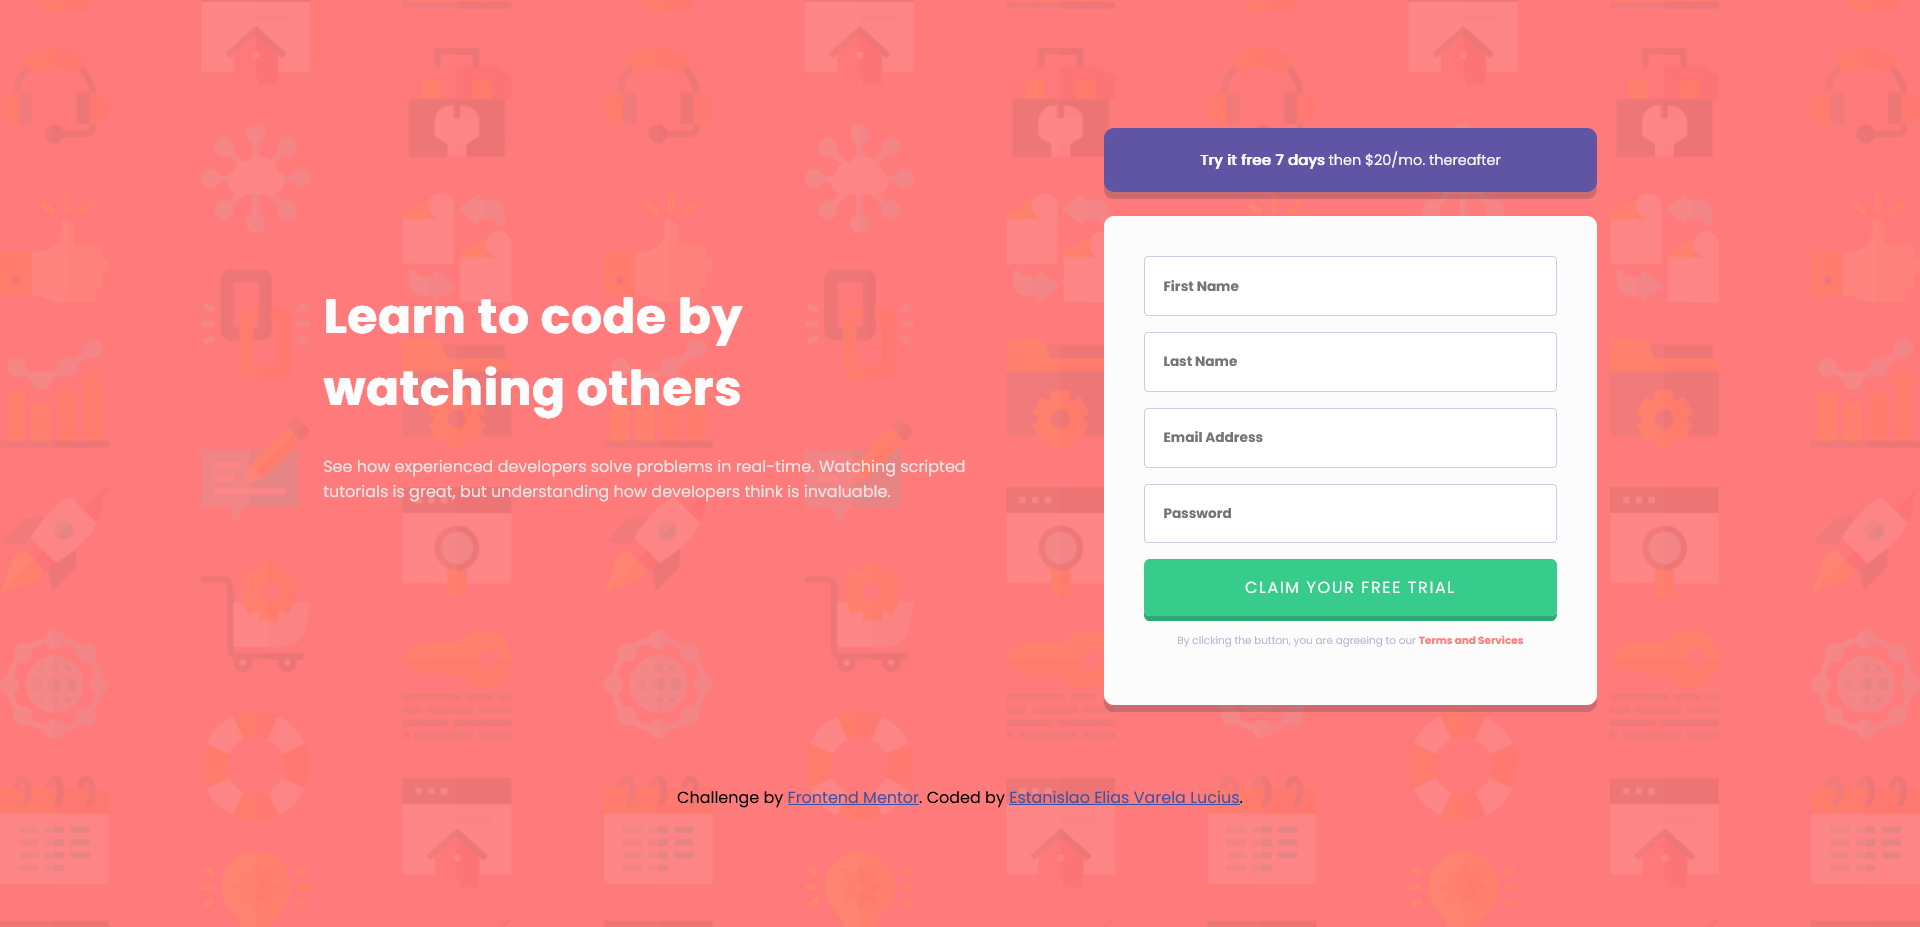 Learn to code by
watching others
See how experienced developers solve problems in real-time. Watching scripted
tutorials is great, but understanding how developers think is invaluable.
Try it free 7 days then $20/mo. thereafter
First Name
Last Name
Email Address
Password
CLAIM YOUR FREE TRIAL
By clicking the button, you are agreeing to our Terms and Services
Challenge by Frontend Mentor. Coded by Estanislao Elias Varela Lucius.